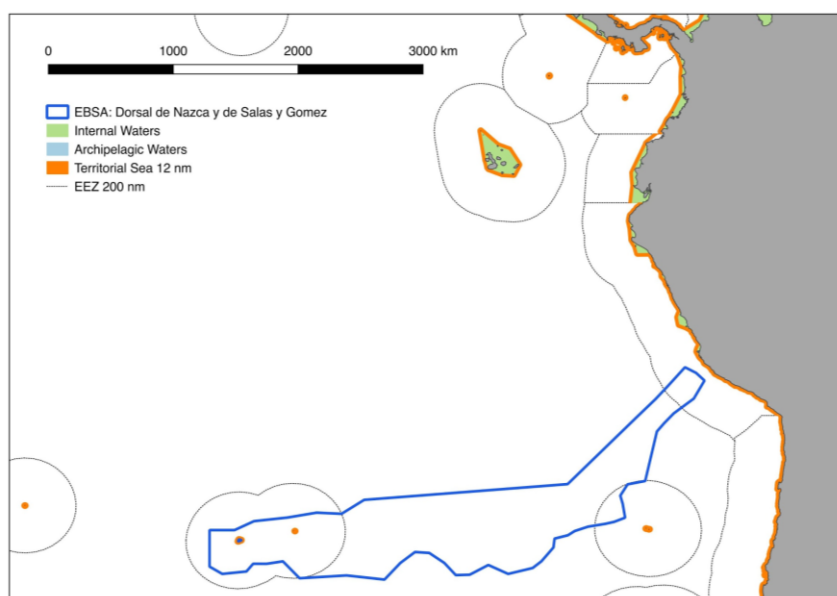 0 1000 2000 3000 km
EBSA: Dorsal de Nazca y de Salas y Gomez
Internal Waters
Archipelagic Waters
Territorial Sea 12 nm
EEZ 200 nm